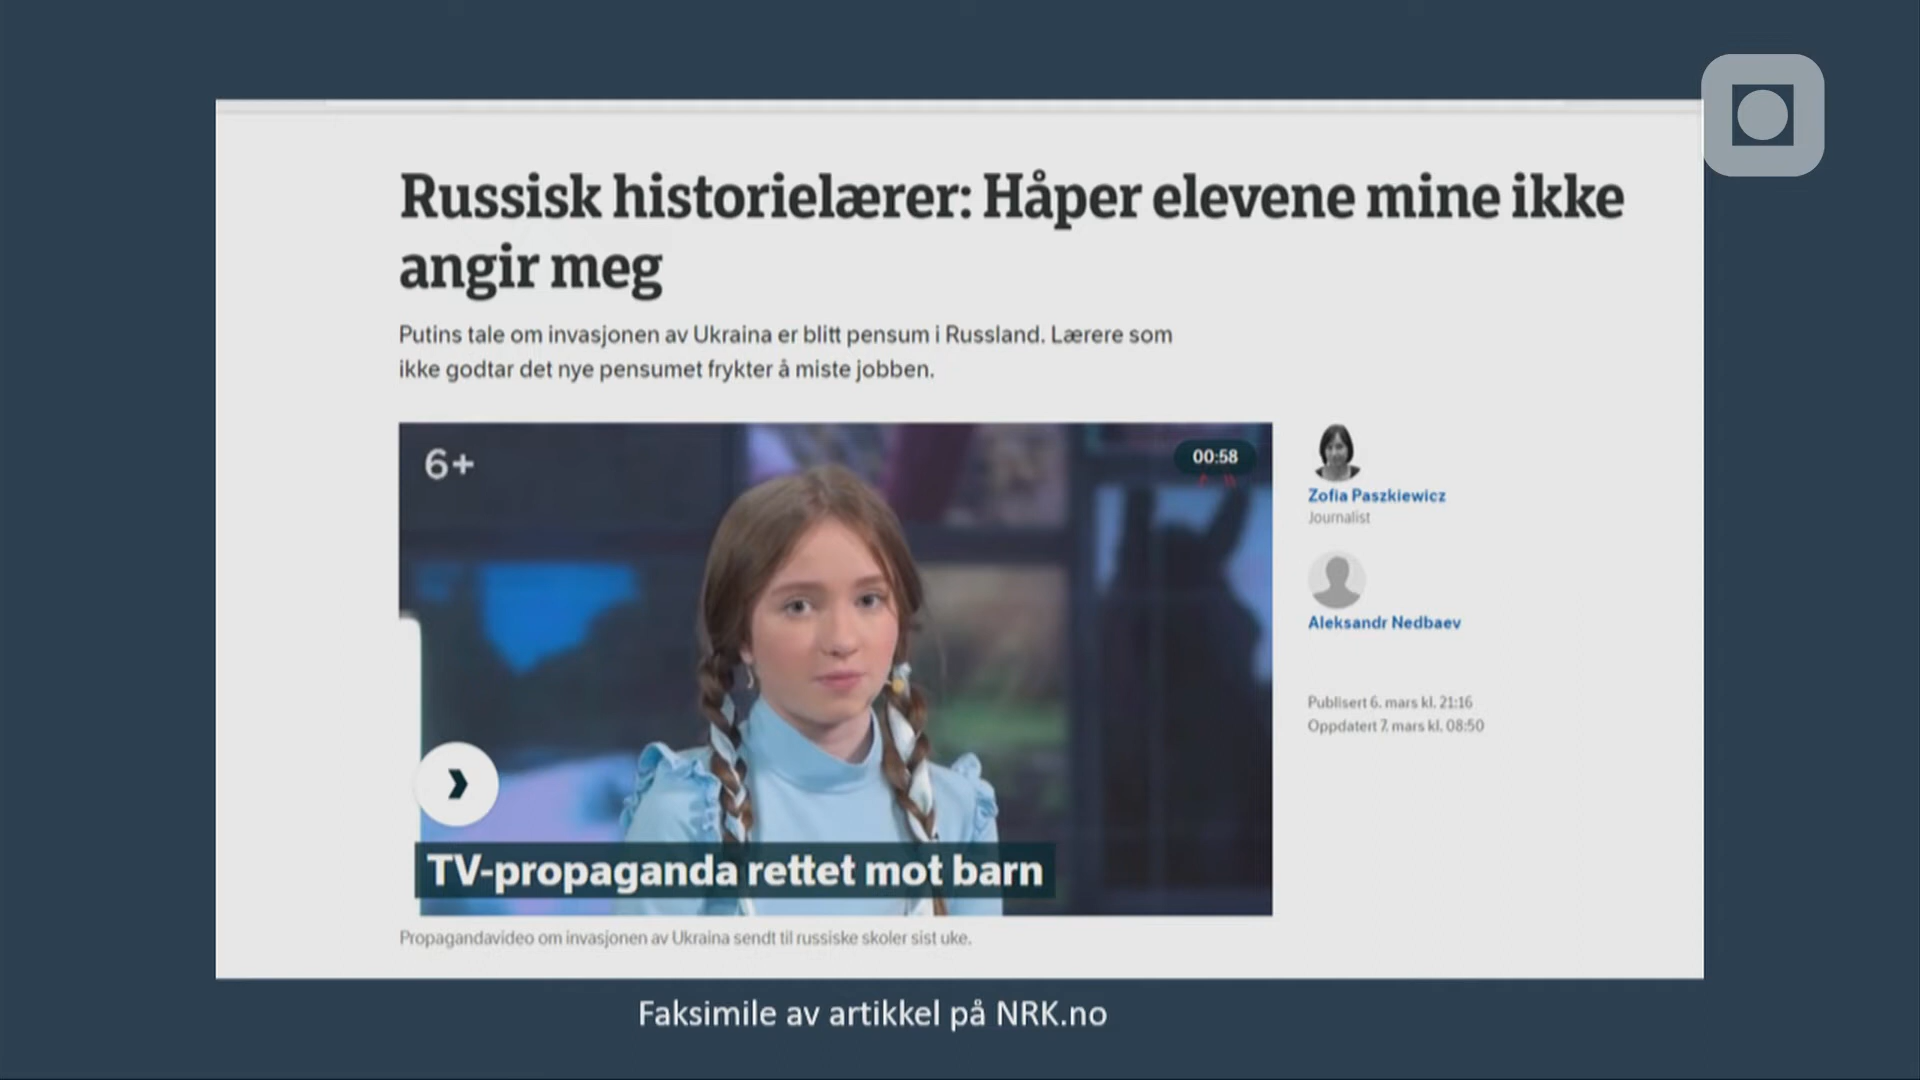 Russisk historielærer: Håper elevene mine ikke
angir meg
Putins tale om invasjonen av Ukraina er blitt pensum i Russland. Lærere som
ikke godtar det nye pensumet frykter å miste jobben.
6+
00:58
TV-propaganda rettet mot barn
Propagandavideo om invasjonen av Ukraina sendt til russiske skoler sist uke.
Zofia Paszkiewicz
Journalist
Aleksandr Nedbaev
Publisert 6. mars kl. 21:16
Oppdatert 7. mars kl. 08:50
Faksimile av artikkel på NRK.no